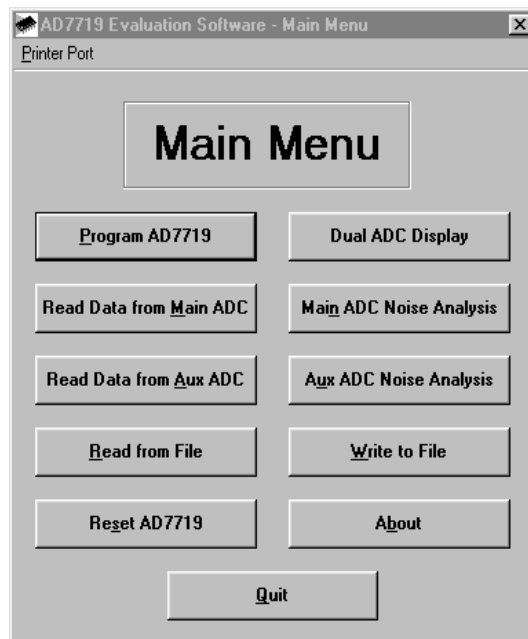 AD7719 Evaluation Software - Main Menu
Printer Port
Main Menu
Program AD7719
Dual ADC Display
Read Data from Main ADC
Main ADC Noise Analysis
Read Data from Aux ADC
Aux ADC Noise Analysis
Read from File
Write to File
Reset AD7719
About
Quit